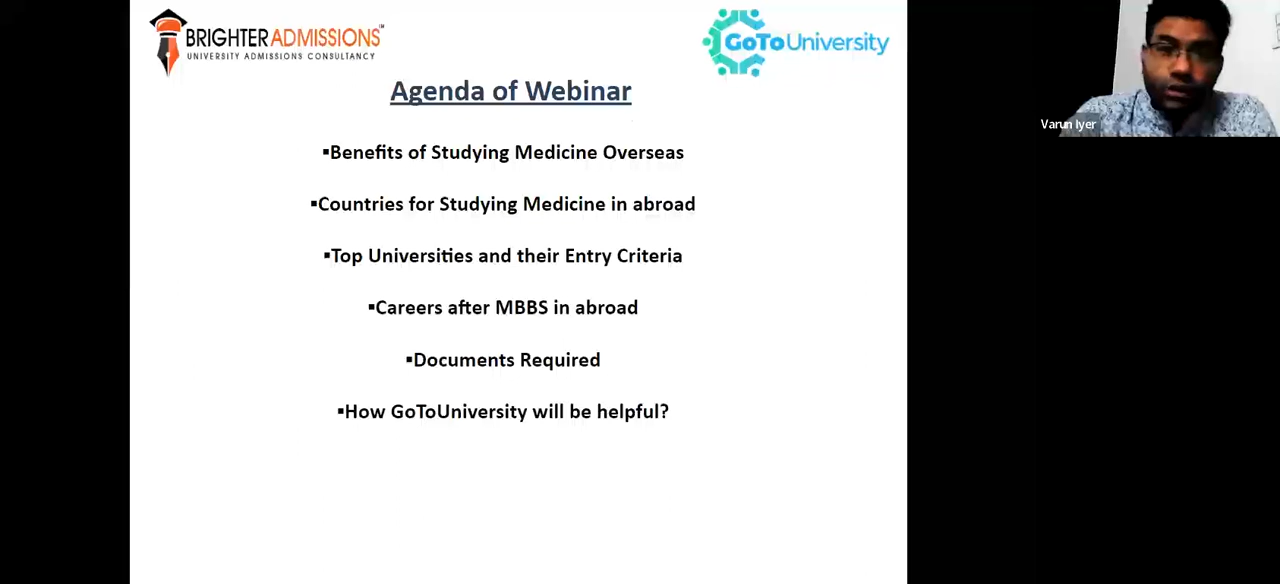 BRIGHTER ADMISSIONS™
UNIVERSITY ADMISSIONS CONSULTANCY
GoToUniversity
Agenda of Webinar
▪Benefits of Studying Medicine Overseas
▪Countries for Studying Medicine in abroad
▪Top Universities and their Entry Criteria
▪Careers after MBBS in abroad
▪Documents Required
▪How GoToUniversity will be helpful?
Varun Iyer